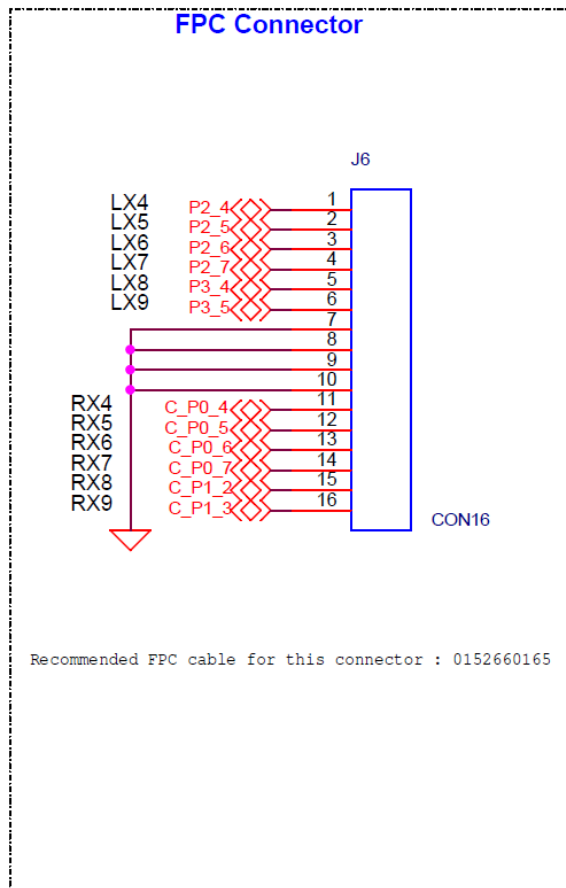 FPC Connector
J6
LX4 P2_4 1
LX5 P2_5 2
LX6 P2_6 3
LX7 P2_7 4
LX8 P3_4 5
LX9 P3_5 6
7
8
9
10
RX4 C_P0_4 11
RX5 C_P0_5 12
RX6 C_P0_6 13
RX7 C_P0_7 14
RX8 C_P1_2 15
RX9 C_P1_3 16
CON16
Recommended FPC cable for this connector : 0152660165